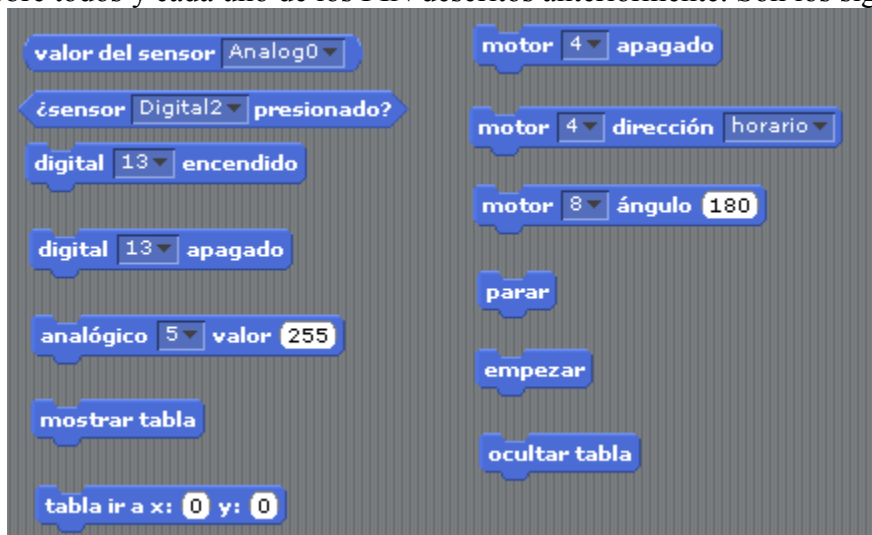 valor del sensor Analog0
¿sensor Digital2 presionado?
digital 13 encendido
digital 13 apagado
analógico 5 valor 255
mostrar tabla
tabla ir a x: 0 y: 0
motor 4 apagado
motor 4 dirección horario
motor 8 ángulo 180
parar
empezar
ocultar tabla